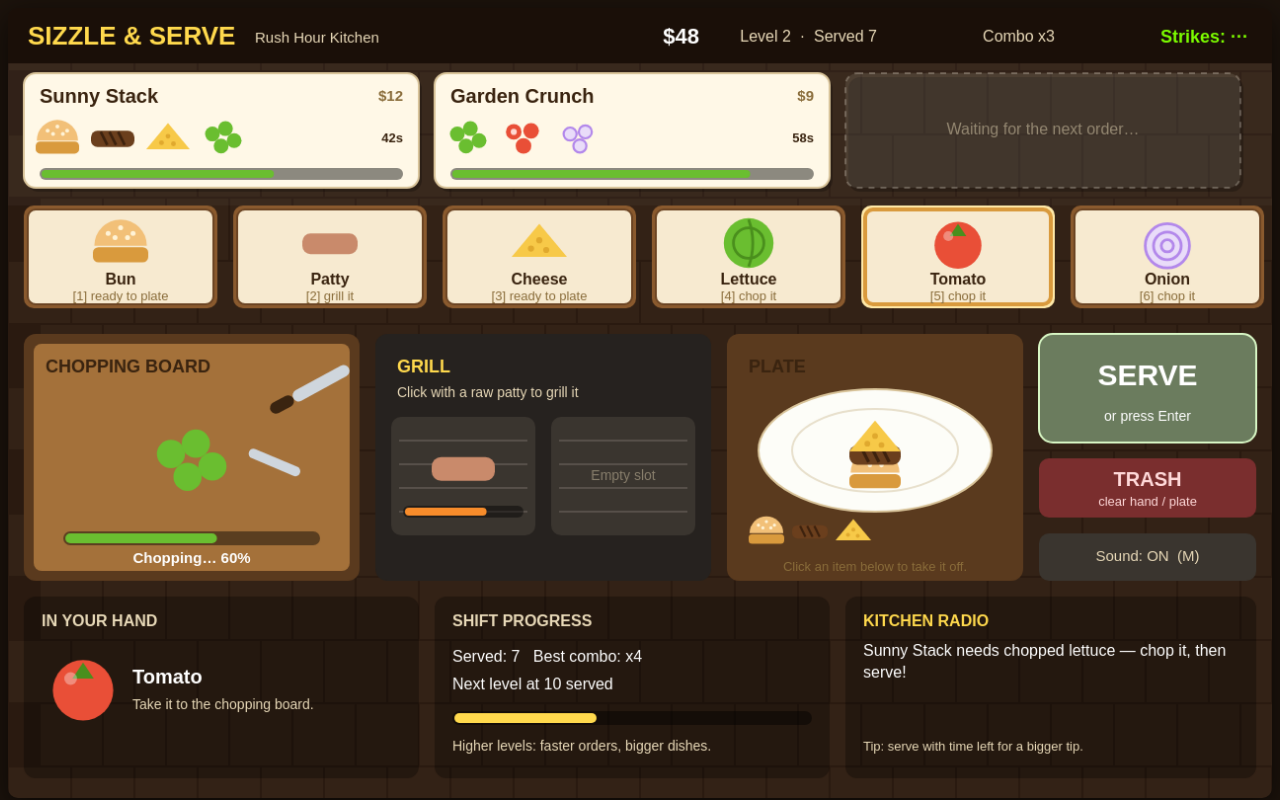 SIZZLE & SERVE Rush Hour Kitchen $48 Level 2 · Served 7 Combo x3 Strikes: ···
Sunny Stack $12
42s
Garden Crunch $9
58s
Waiting for the next order…
Bun
[1] ready to plate
Patty
[2] grill it
Cheese
[3] ready to plate
Lettuce
[4] chop it
Tomato
[5] chop it
Onion
[6] chop it
CHOPPING BOARD
Chopping… 60%
GRILL
Click with a raw patty to grill it
Empty slot
PLATE
Click an item below to take it off.
SERVE
or press Enter
TRASH
clear hand / plate
Sound: ON (M)
IN YOUR HAND
Tomato
Take it to the chopping board.
SHIFT PROGRESS
Served: 7 Best combo: x4
Next level at 10 served
Higher levels: faster orders, bigger dishes.
KITCHEN RADIO
Sunny Stack needs chopped lettuce — chop it, then
serve!
Tip: serve with time left for a bigger tip.